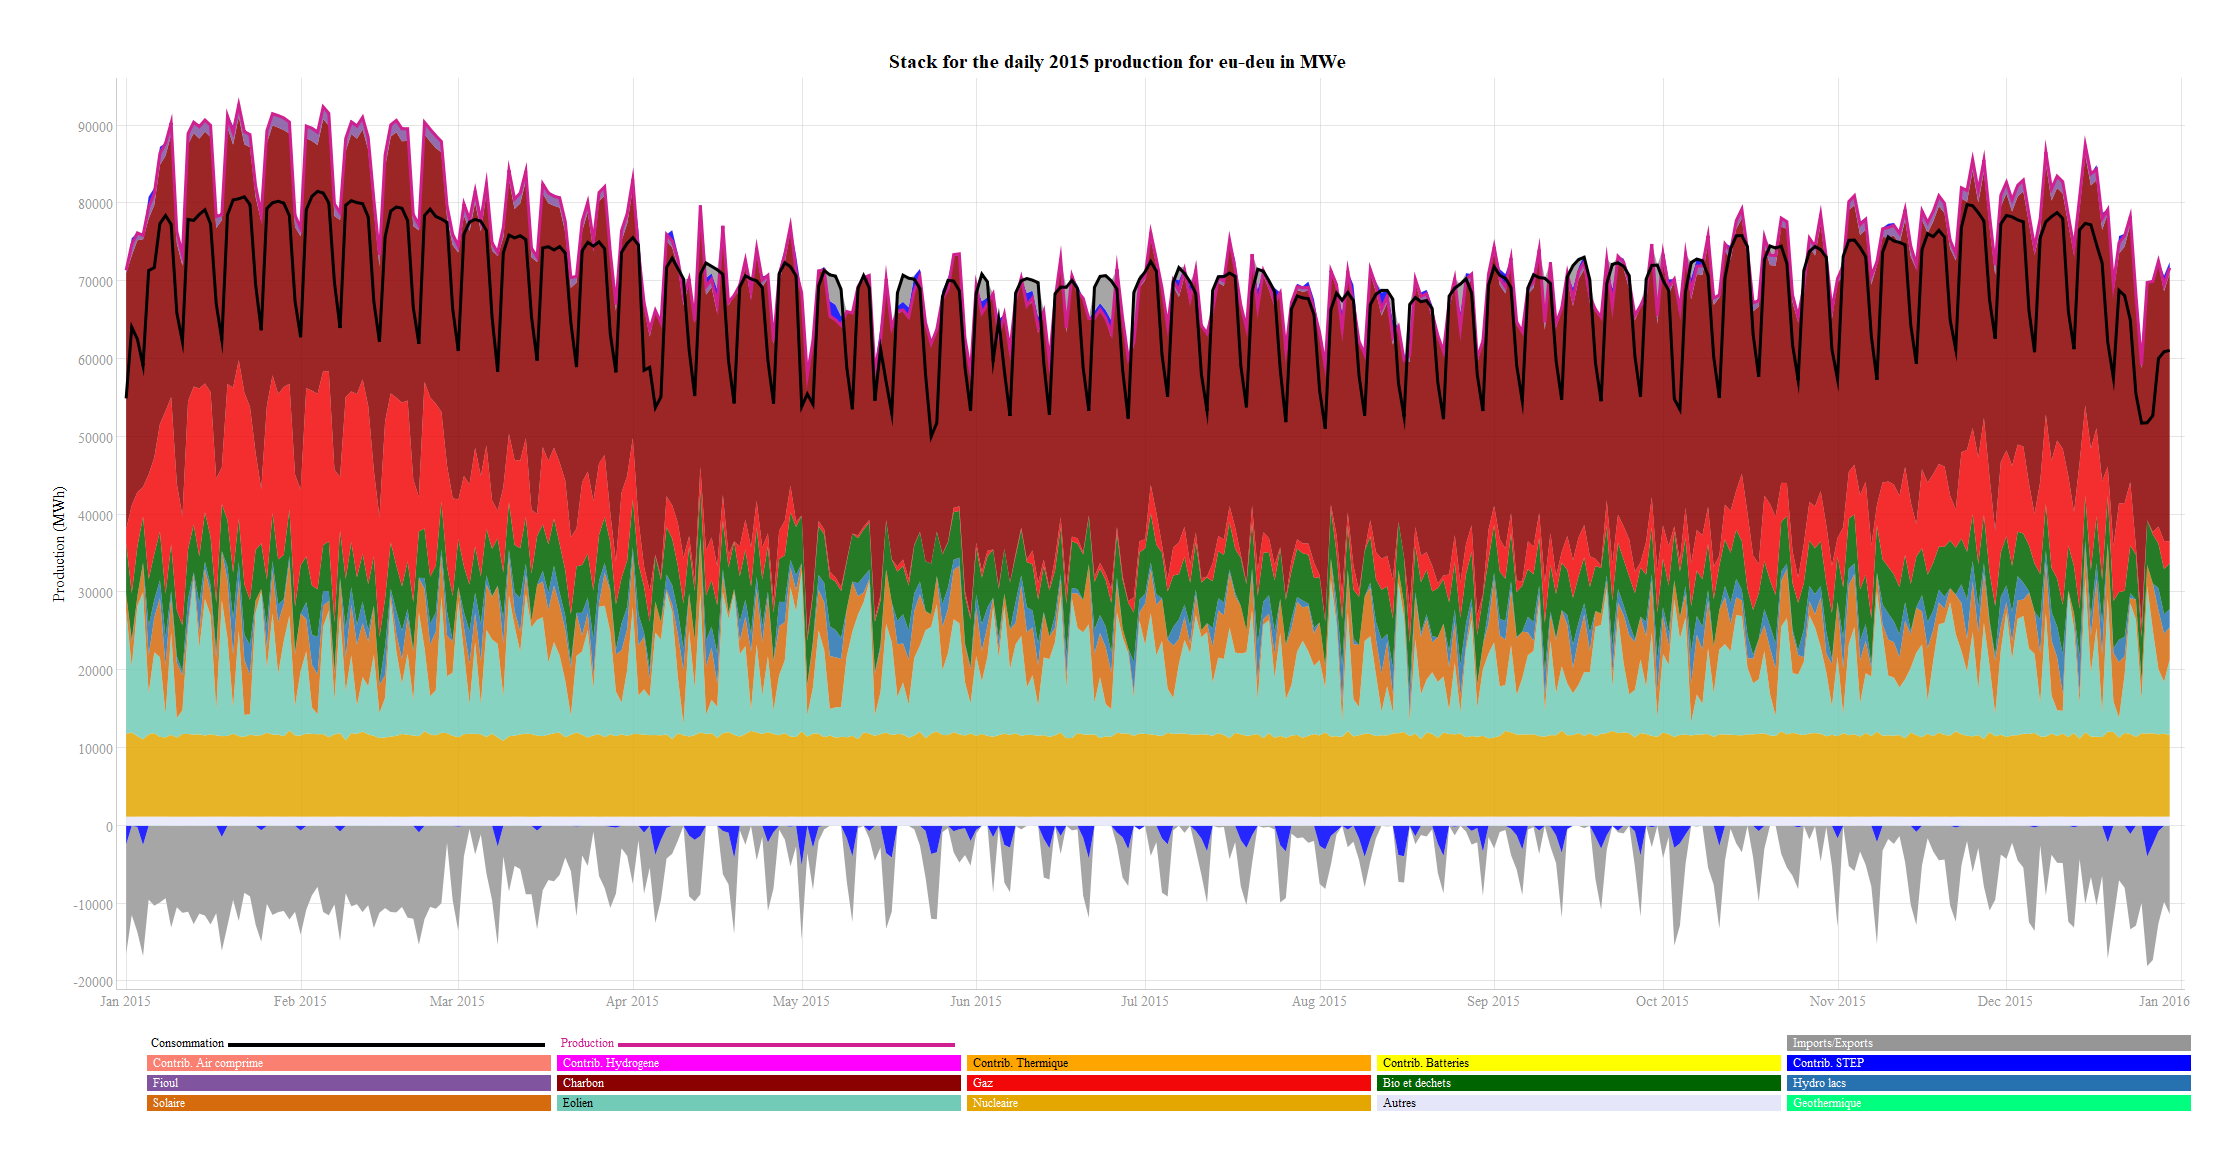 Stack for the daily 2015 production for eu-deu in MWe
Production (MWh)
90000
80000
70000
60000
50000
40000
30000
20000
10000
0
-10000
-20000
Jan 2015 Feb 2015 Mar 2015 Apr 2015 May 2015 Jun 2015 Jul 2015 Aug 2015 Sep 2015 Oct 2015 Nov 2015 Dec 2015 Jan 2016
Consommation Production Imports/Exports
Contrib. Air comprime Contrib. Hydrogene Contrib. Thermique Contrib. Batteries Contrib. STEP
Fioul Charbon Gaz Bio et dechets Hydro lacs
Solaire Eolien Nucleaire Autres Geothermique